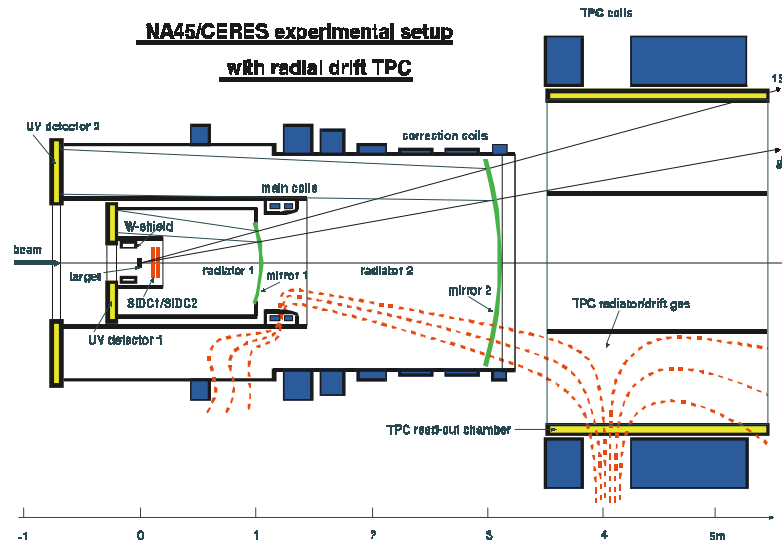 NA45/CERES experimental setup
with radial drift TPC
TPC coils
UV detector 2
correction coils
main coils
W-shield
beam
target
radiator 1
mirror 1
radiator 2
SIDC1/SIDC2
mirror 2
TPC radiator/drift gas
UV detector 1
TPC read-out chamber
-1 0 1 2 3 4 5m